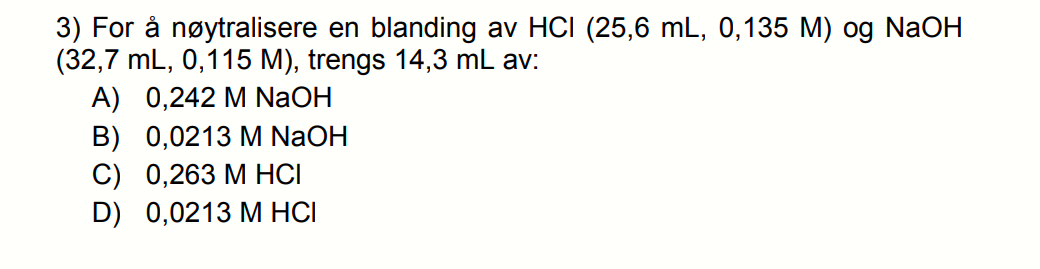 3) For å nøytralisere en blanding av HCl (25,6 mL, 0,135 M) og NaOH
(32,7 mL, 0,115 M), trengs 14,3 mL av:
A) 0,242 M NaOH
B) 0,0213 M NaOH
C) 0,263 M HCl
D) 0,0213 M HCl